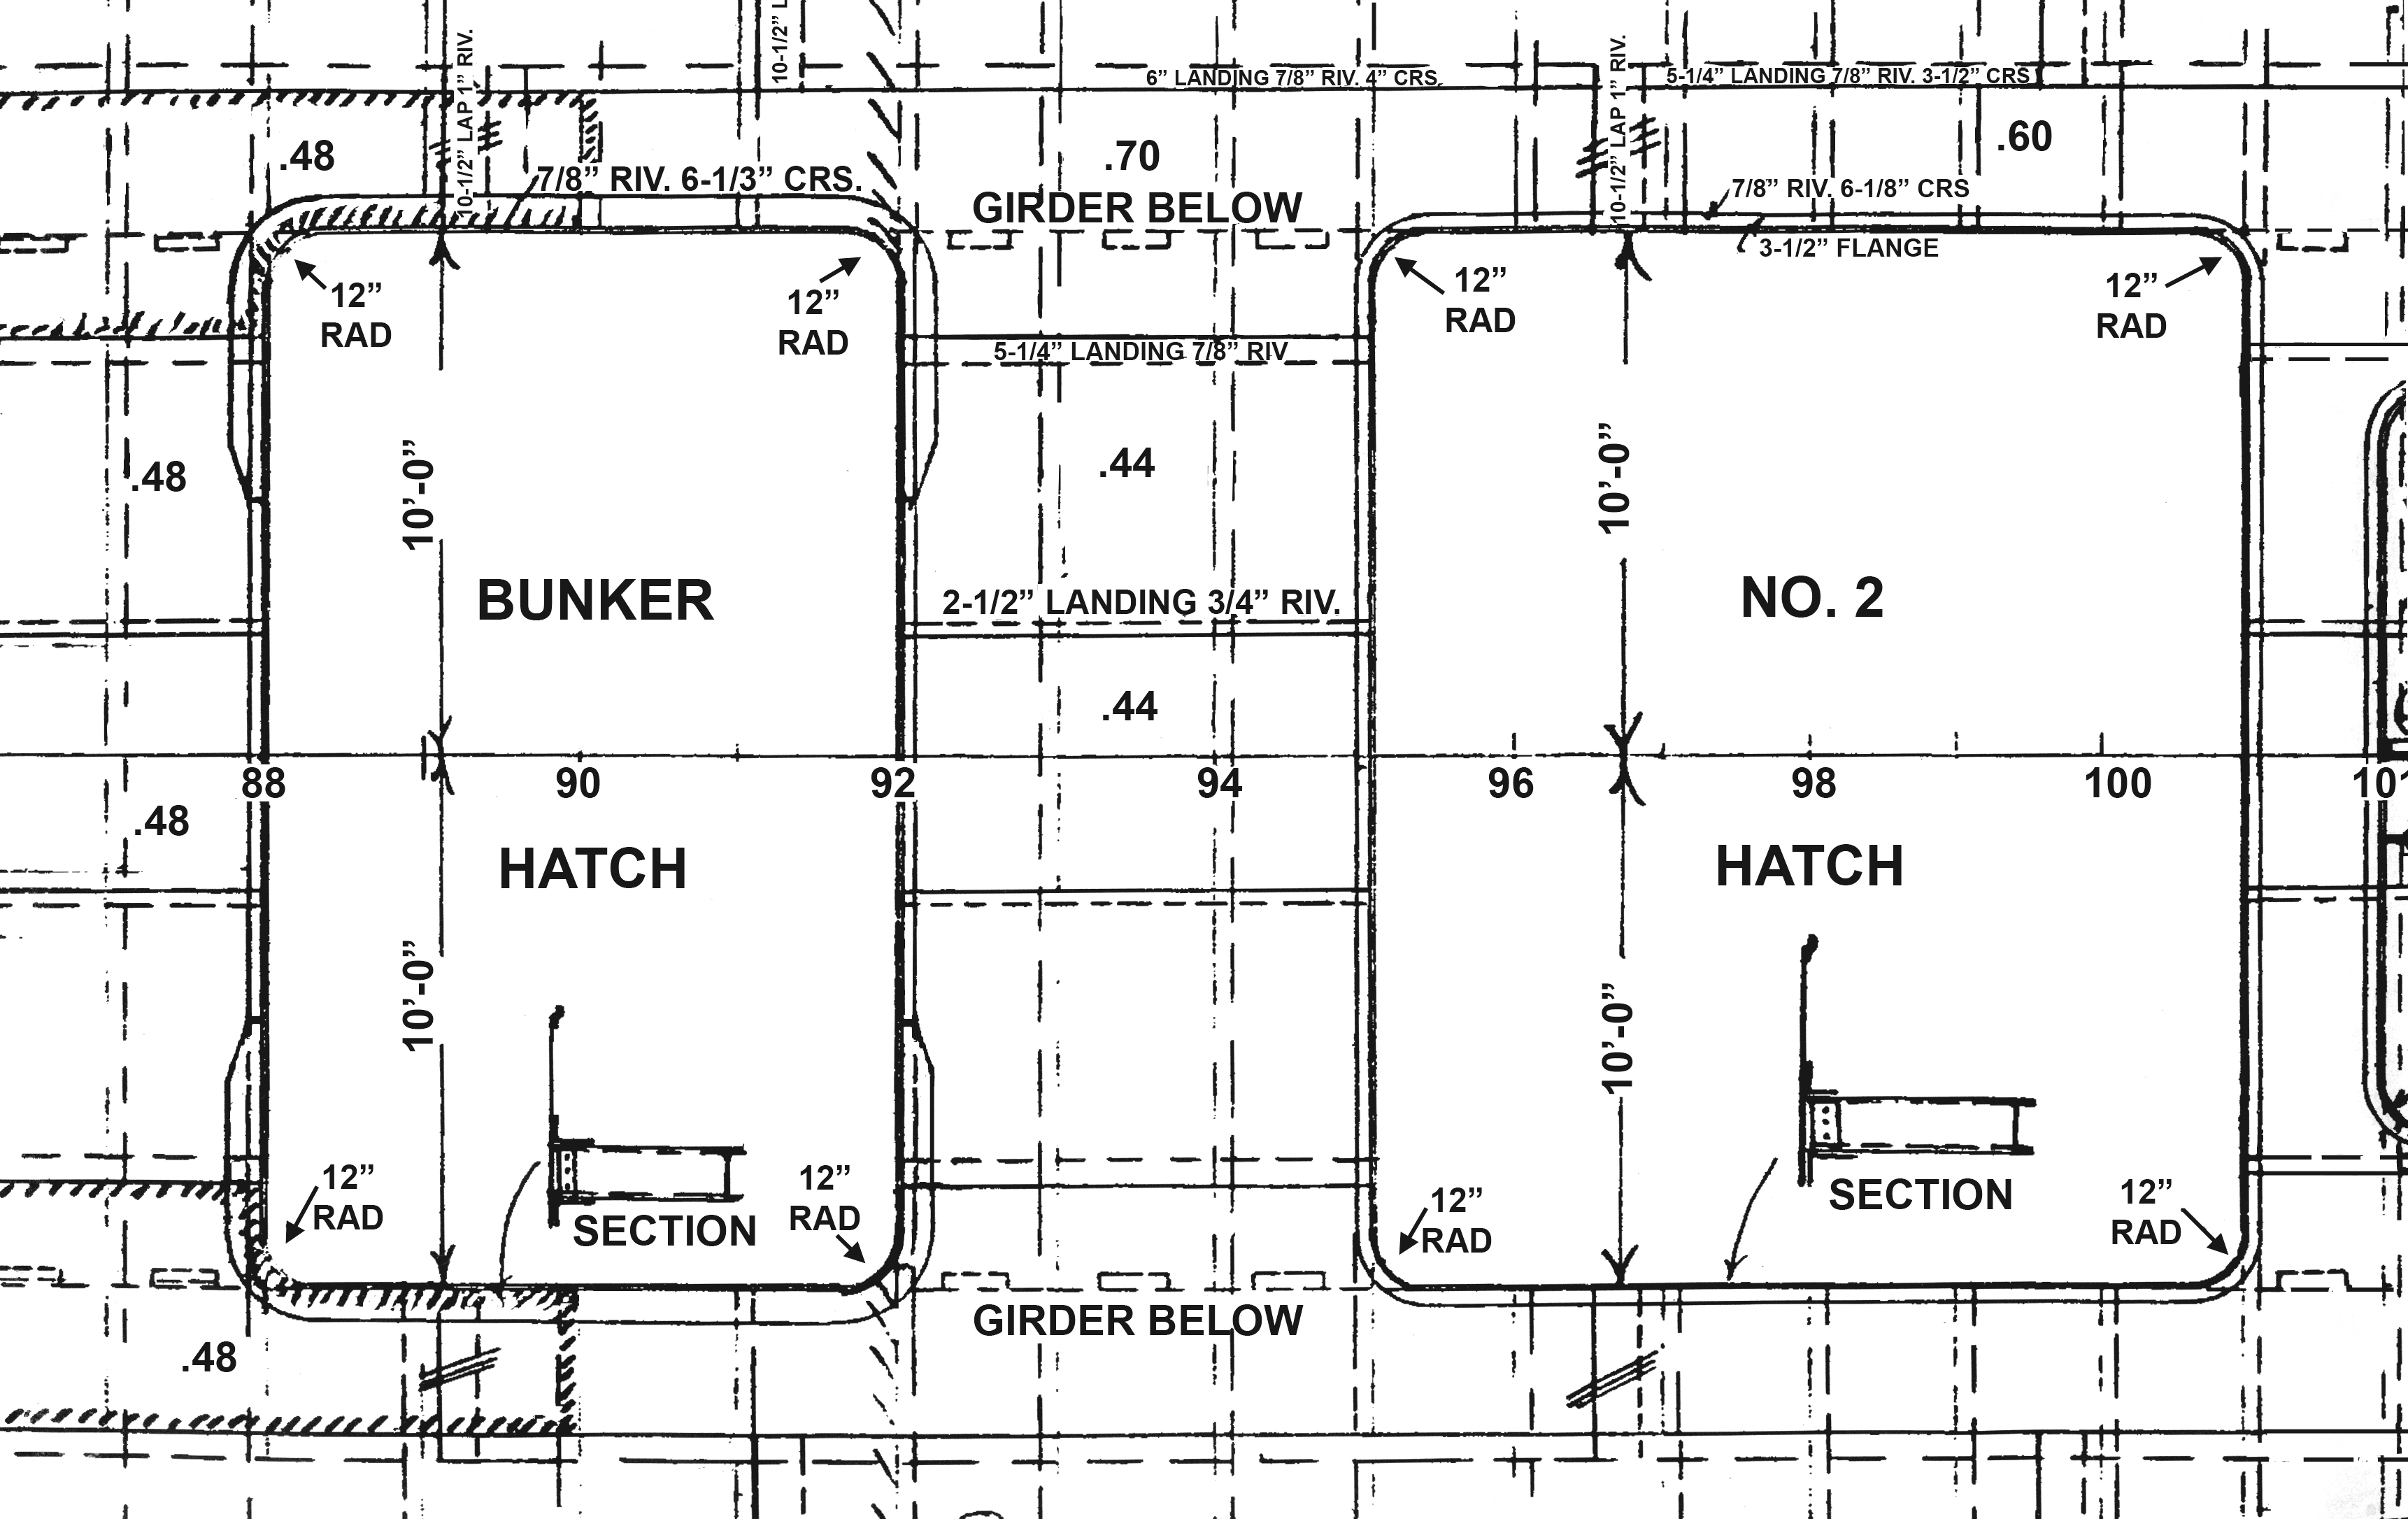 10-1/2” LAP 1” RIV.
10-1/2”
10-1/2” LAP 1” RIV.
6” LANDING 7/8” RIV. 4” CRS.
5-1/4” LANDING 7/8” RIV. 3-1/2” CRS
.48
.70
.60
7/8” RIV. 6-1/3” CRS.
7/8” RIV. 6-1/8” CRS
GIRDER BELOW
3-1/2” FLANGE
12”
RAD
12”
RAD
12”
RAD
12”
RAD
5-1/4” LANDING 7/8” RIV
.48
10’-0”
.44
10’-0”
BUNKER
2-1/2” LANDING 3/4” RIV.
NO. 2
.44
88
90
92
94
96
98
100
101
.48
HATCH
HATCH
10’-0”
10’-0”
12”
RAD
SECTION
12”
RAD
12”
RAD
SECTION
12”
RAD
GIRDER BELOW
.48